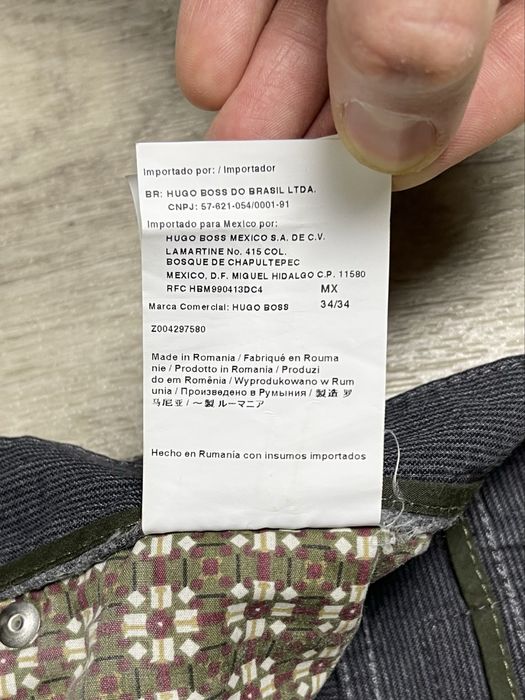 Importado por: / Importador
BR: HUGO BOSS DO BRASIL LTDA.
CNPJ: 57-621-054/0001-91
Importado para Mexico por:
HUGO BOSS MEXICO S.A. DE C.V.
LAMARTINE No. 415 COL.
BOSQUE DE CHAPULTEPEC
MEXICO, D.F. MIGUEL HIDALGO C.P. 11580
RFC HBM990413DC4 MX
Marca Comercial: HUGO BOSS 34/34
Z004297580
Made in Romania / Fabriqué en Rouma
nie / Prodotto in Romania / Produzi
do em Romênia / Wyprodukowano w Rum
unia / Произведено в Румыния / 製造 罗
马尼亚 / ~製 ルーマニア
Hecho en Rumanía con insumos importados